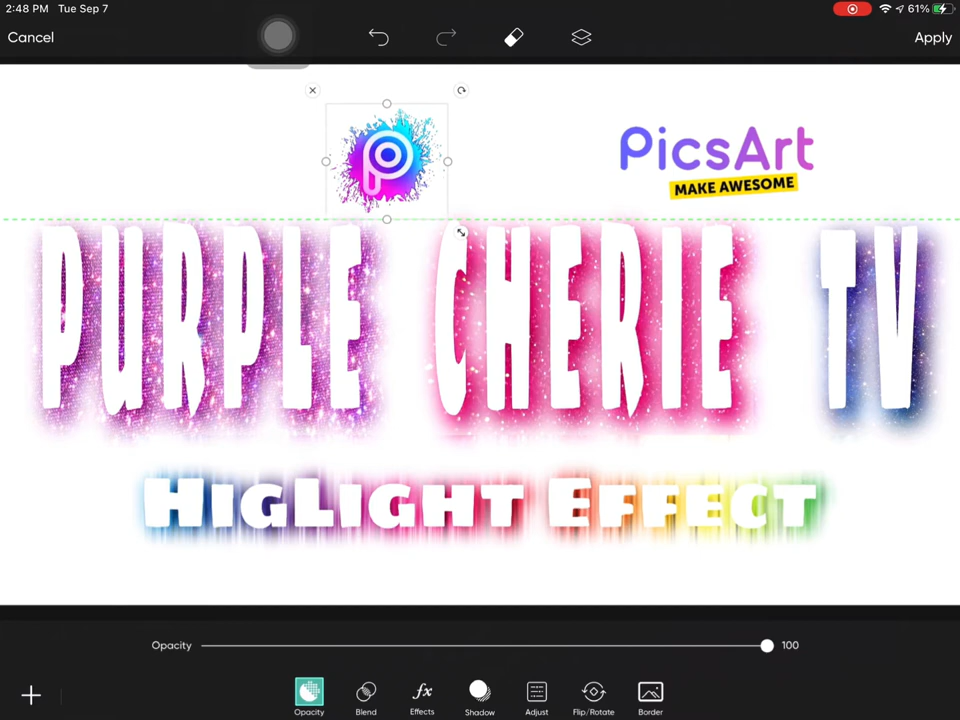 2:48 PM Tue Sep 7 61%
Cancel Apply
PicsArt
MAKE AWESOME
PURPLE CHERIE TV
HigLight Effect
Opacity 100
Opacity Blend Effects Shadow Adjust Flip/Rotate Border